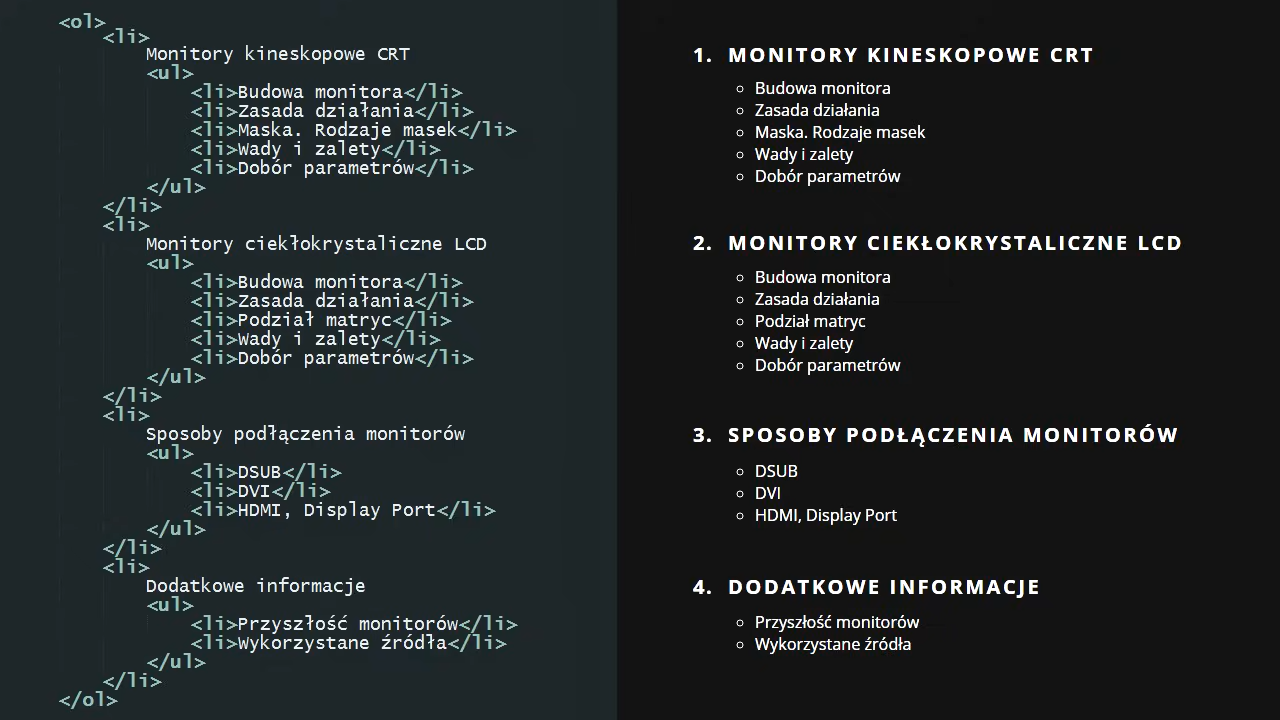 <ol>
<li>
Monitory kineskopowe CRT
<ul>
<li>Budowa monitora</li>
<li>Zasada działania</li>
<li>Maska. Rodzaje masek</li>
<li>Wady i zalety</li>
<li>Dobór parametrów</li>
</ul>
</li>
<li>
Monitory ciekłokrystaliczne LCD
<ul>
<li>Budowa monitora</li>
<li>Zasada działania</li>
<li>Podział matryc</li>
<li>Wady i zalety</li>
<li>Dobór parametrów</li>
</ul>
</li>
<li>
Sposoby podłączenia monitorów
<ul>
<li>DSUB</li>
<li>DVI</li>
<li>HDMI, Display Port</li>
</ul>
</li>
<li>
Dodatkowe informacje
<ul>
<li>Przyszłość monitorów</li>
<li>Wykorzystane źródła</li>
</ul>
</li>
</ol>
1. MONITORY KINESKOPOWE CRT
Budowa monitora
Zasada działania
Maska. Rodzaje masek
Wady i zalety
Dobór parametrów
2. MONITORY CIEKŁOKRYSTALICZNE LCD
Budowa monitora
Zasada działania
Podział matryc
Wady i zalety
Dobór parametrów
3. SPOSOBY PODŁĄCZENIA MONITORÓW
DSUB
DVI
HDMI, Display Port
4. DODATKOWE INFORMACJE
Przyszłość monitorów
Wykorzystane źródła